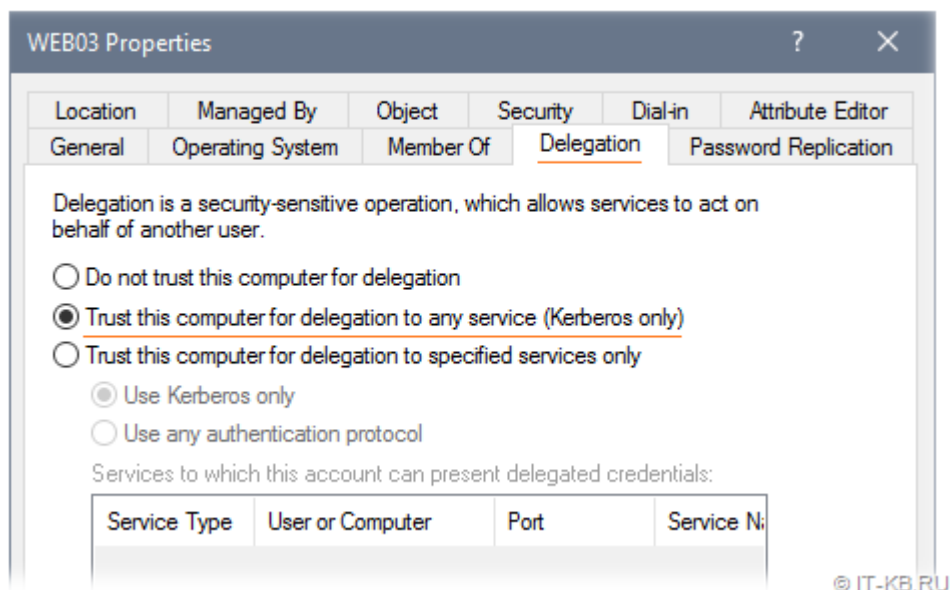 WEB03 Properties ? ×
Location Managed By Object Security Dial-in Attribute Editor
General Operating System Member Of Delegation Password Replication
Delegation is a security-sensitive operation, which allows services to act on
behalf of another user.
Do not trust this computer for delegation
Trust this computer for delegation to any service (Kerberos only)
Trust this computer for delegation to specified services only
Use Kerberos only
Use any authentication protocol
Services to which this account can present delegated credentials:
Service Type User or Computer Port Service Na
© IT-KB.RU